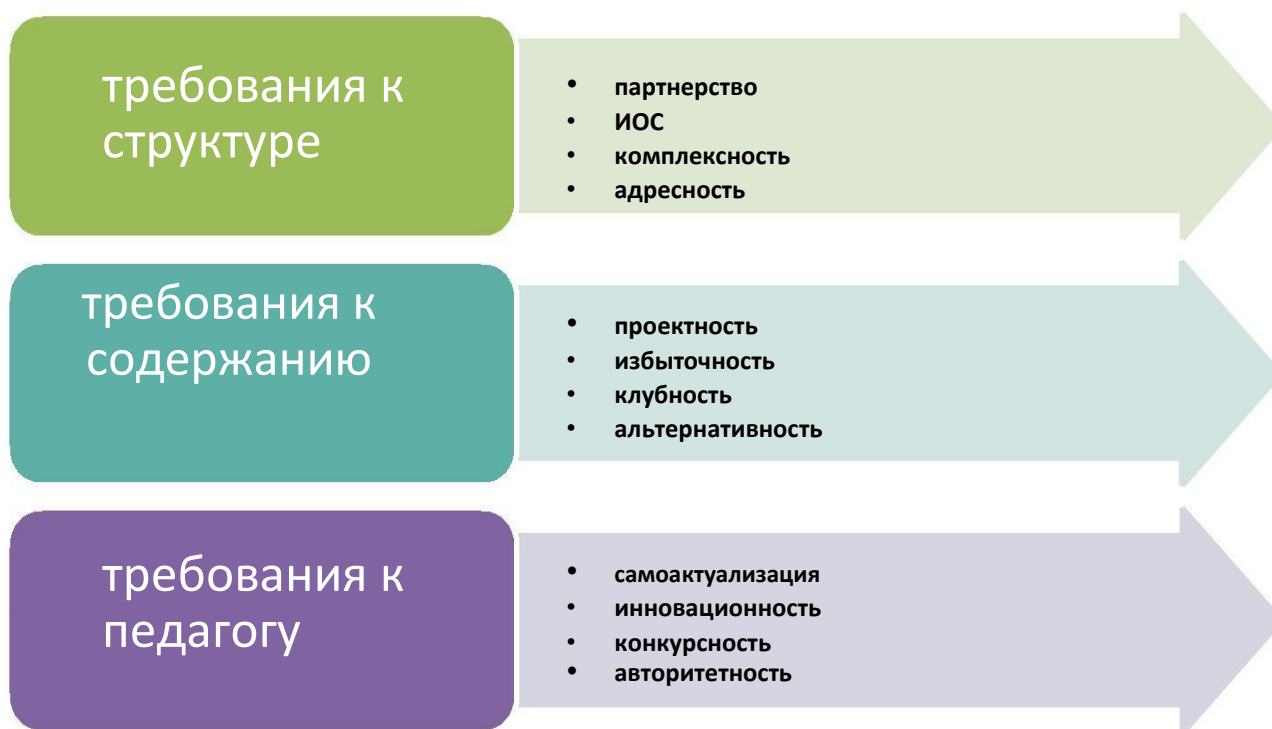 требования к
структуре
• партнерство
• ИОС
• комплексность
• адресность
требования к
содержанию
• проектность
• избыточность
• клубность
• альтернативность
требования к
педагогу
• самоактуализация
• инновационность
• конкурсность
• авторитетность